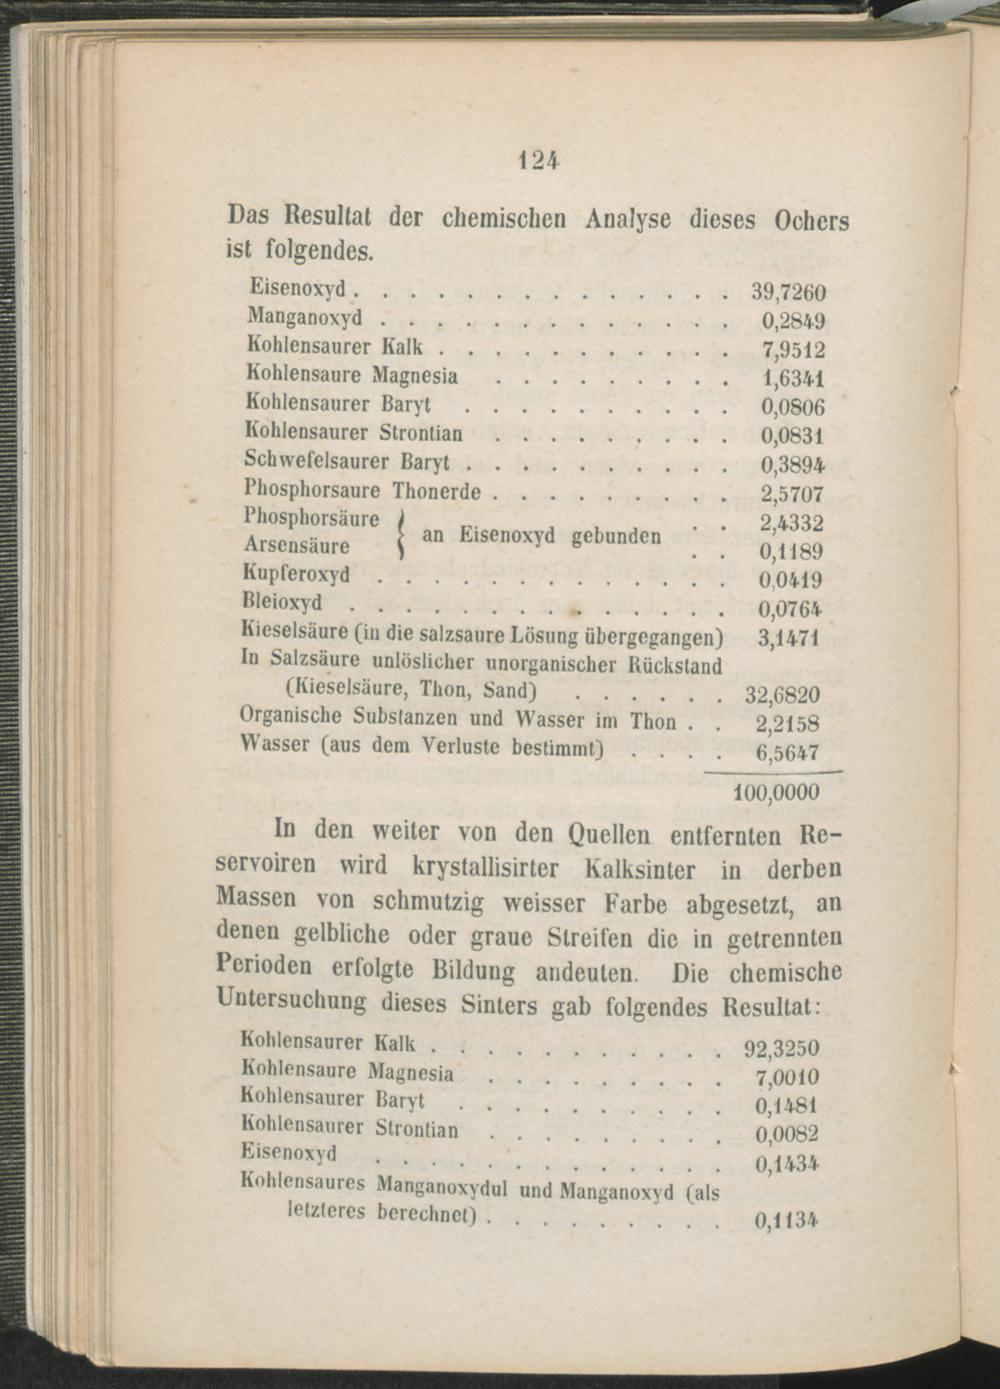 124
Das Resultat der chemischen Analyse dieses Ochers
ist folgendes.
Eisenoxyd . . . . . . . . . . . . . . 39,7260
Manganoxyd . . . . . . . . . . . . . 0,2849
Kohlensaurer Kalk . . . . . . . . . . . 7,9512
Kohlensaure Magnesia . . . . . . . . . 1,6341
Kohlensaurer Baryt . . . . . . . . . . 0,0806
Kohlensaurer Strontian . . . . . . . . . 0,0831
Schwefelsaurer Baryt . . . . . . . . . . 0,3894
Phosphorsaure Thonerde . . . . . . . . . 2,5707
Phosphorsäure } an Eisenoxyd gebunden . . 2,4332
Arsensäure . . 0,1189
Kupferoxyd . . . . . . . . . . . . . 0,0419
Bleioxyd . . . . . . . . . . . . . . 0,0764
Kieselsäure (in die salzsaure Lösung übergegangen) 3,1471
In Salzsäure unlöslicher unorganischer Rückstand
(Kieselsäure, Thon, Sand) . . . . . . 32,6820
Organische Substanzen und Wasser im Thon . . 2,2158
Wasser (aus dem Verluste bestimmt) . . . . 6,5647
100,0000
In den weiter von den Quellen entfernten Re-
servoiren wird krystallisirter Kalksinter in derben
Massen von schmutzig weisser Farbe abgesetzt, an
denen gelbliche oder graue Streifen die in getrennten
Perioden erfolgte Bildung andeuten. Die chemische
Untersuchung dieses Sinters gab folgendes Resultat:
Kohlensaurer Kalk . . . . . . . . . . . 92,3250
Kohlensaure Magnesia . . . . . . . . . 7,0010
Kohlensaurer Baryt . . . . . . . . . . 0,1481
Kohlensaurer Strontian . . . . . . . . . 0,0082
Eisenoxyd . . . . . . . . . . . . . 0,1434
Kohlensaures Manganoxydul und Manganoxyd (als
letzteres berechnet) . . . . . . . . . 0,1134